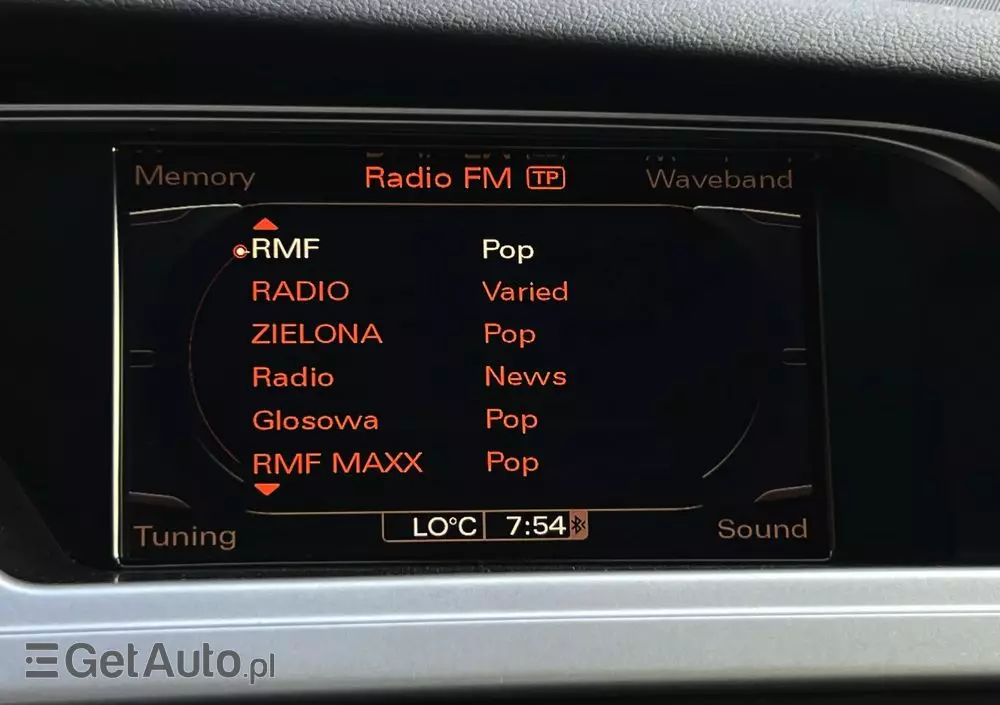 Memory Radio FM TP Waveband
RMF Pop
RADIO Varied
ZIELONA Pop
Radio News
Glosowa Pop
RMF MAXX Pop
Tuning LO°C 7:54 Sound
GetAuto.pl